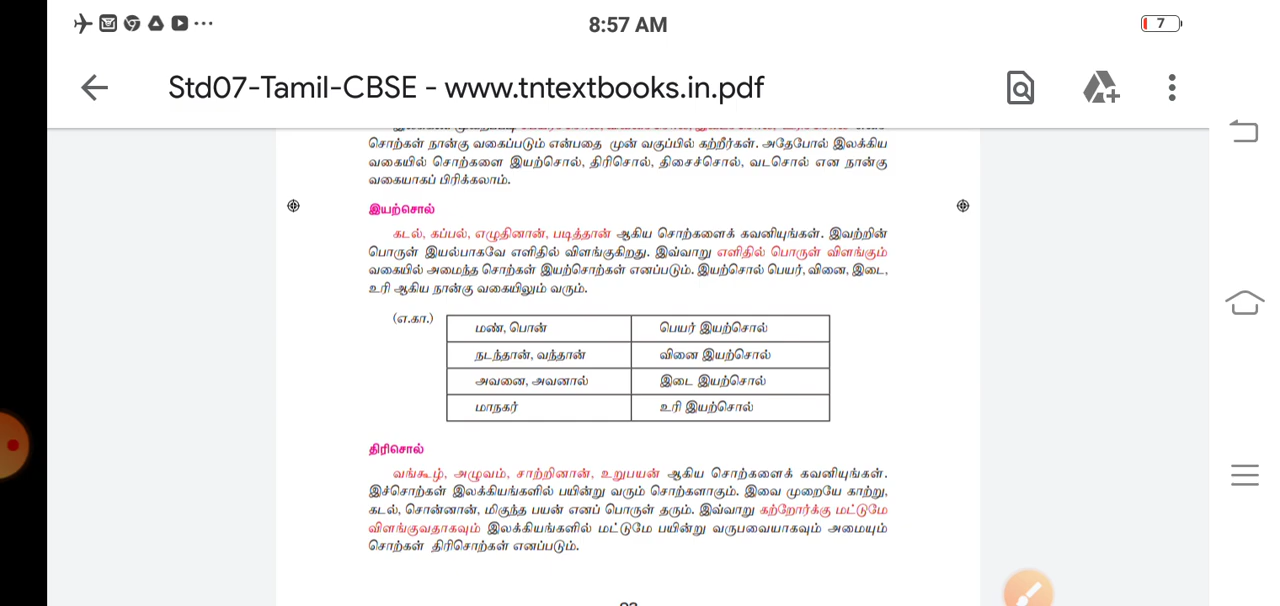 8:57 AM
7
Std07-Tamil-CBSE - www.tntextbooks.in.pdf
சொற்கள் நான்கு வகைப்படும் என்பதை முன் வகுப்பில் கற்றீர்கள். அதேபோல் இலக்கிய
வகையில் சொற்களை இயற்சொல், திரிசொல், திசைச்சொல், வடசொல் என நான்கு
வகையாகப் பிரிக்கலாம்.
இயற்சொல்
கடல், கப்பல், எழுதினான், படித்தான் ஆகிய சொற்களைக் கவனியுங்கள். இவற்றின்
பொருள் இயல்பாகவே எளிதில் விளங்குகிறது. இவ்வாறு எளிதில் பொருள் விளங்கும்
வகையில் அமைந்த சொற்கள் இயற்சொற்கள் எனப்படும். இயற்சொல் பெயர், வினை, இடை,
உரி ஆகிய நான்கு வகையிலும் வரும்.
(எ.கா.)
மண், பொன் பெயர் இயற்சொல்
நடந்தான், வந்தான் வினை இயற்சொல்
அவனை, அவனால் இடை இயற்சொல்
மாநகர் உரி இயற்சொல்
திரிசொல்
வங்கூழ், அழுவம், சாற்றினான், உறுபயன் ஆகிய சொற்களைக் கவனியுங்கள்.
இச்சொற்கள் இலக்கியங்களில் பயின்று வரும் சொற்களாகும். இவை முறையே காற்று,
கடல், சொன்னான், மிகுந்த பயன் எனப் பொருள் தரும். இவ்வாறு கற்றோர்க்கு மட்டுமே
விளங்குவதாகவும் இலக்கியங்களில் மட்டுமே பயின்று வருபவையாகவும் அமையும்
சொற்கள் திரிசொற்கள் எனப்படும்.